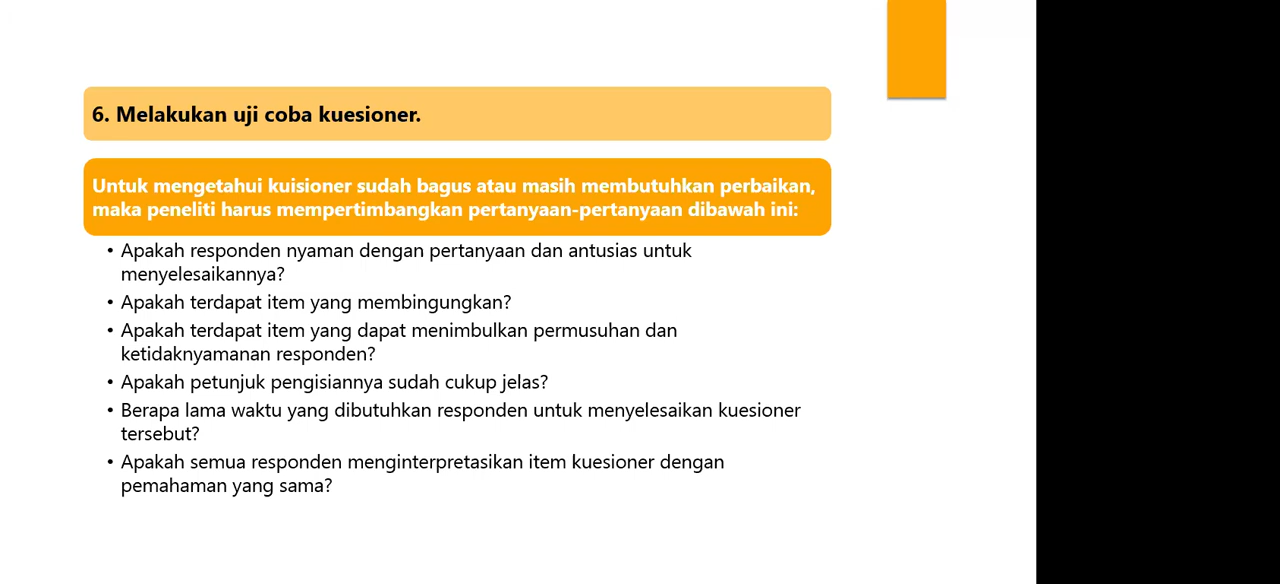 6. Melakukan uji coba kuesioner.
Untuk mengetahui kuisioner sudah bagus atau masih membutuhkan perbaikan,
maka peneliti harus mempertimbangkan pertanyaan-pertanyaan dibawah ini:
• Apakah responden nyaman dengan pertanyaan dan antusias untuk
menyelesaikannya?
• Apakah terdapat item yang membingungkan?
• Apakah terdapat item yang dapat menimbulkan permusuhan dan
ketidaknyamanan responden?
• Apakah petunjuk pengisiannya sudah cukup jelas?
• Berapa lama waktu yang dibutuhkan responden untuk menyelesaikan kuesioner
tersebut?
• Apakah semua responden menginterpretasikan item kuesioner dengan
pemahaman yang sama?